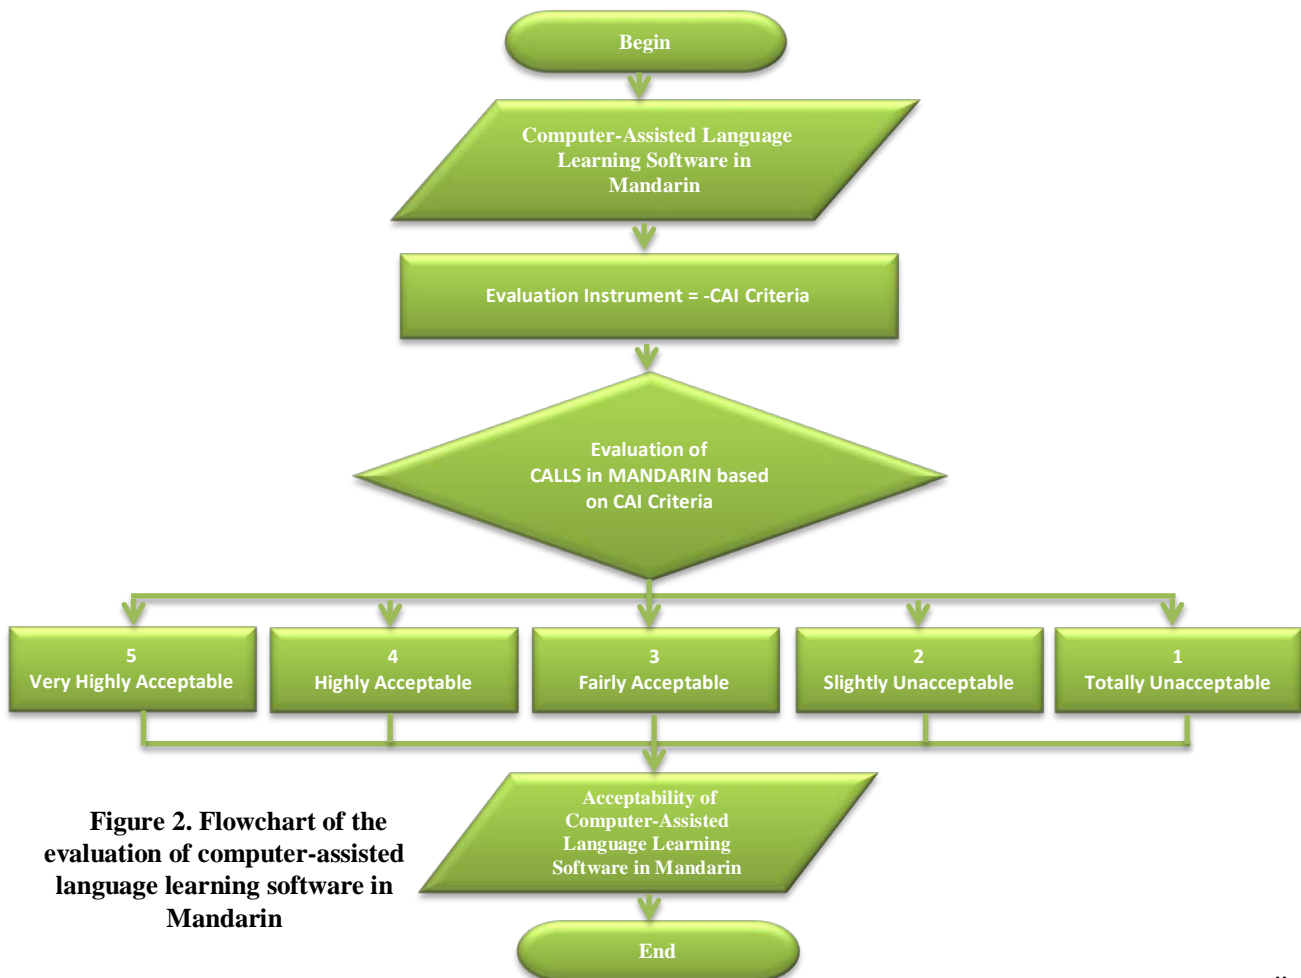 Begin
Computer-Assisted Language
Learning Software in
Mandarin
Evaluation Instrument = -CAI Criteria
Evaluation of
CALLS in MANDARIN based
on CAI Criteria
5
Very Highly Acceptable
4
Highly Acceptable
3
Fairly Acceptable
2
Slightly Unacceptable
1
Totally Unacceptable
Acceptability of
Computer-Assisted
Language Learning
Software in Mandarin
Figure 2. Flowchart of the
evaluation of computer-assisted
language learning software in
Mandarin
End